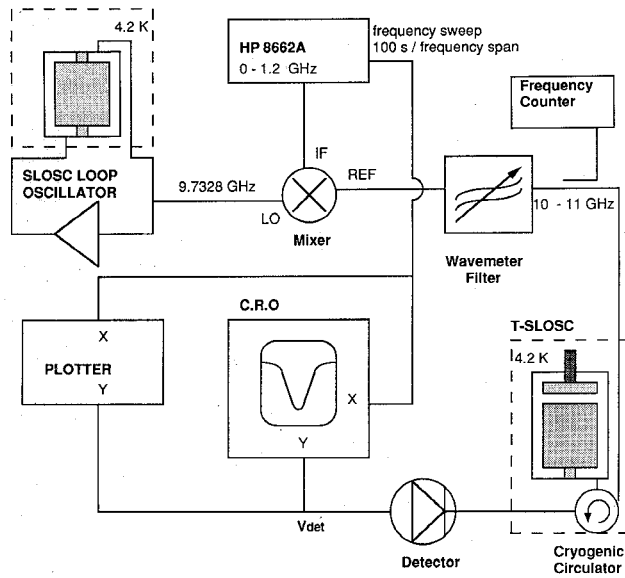 4.2 K
HP 8662A
0 - 1.2 GHz
frequency sweep
100 s / frequency span
Frequency
Counter
SLOSC LOOP
OSCILLATOR
9.7328 GHz
IF
REF
LO
Mixer
10 - 11 GHz
Wavemeter
Filter
C.R.O
X
PLOTTER
Y
X
Y
T-SLOSC
4.2 K
Vdet
Detector
Cryogenic
Circulator